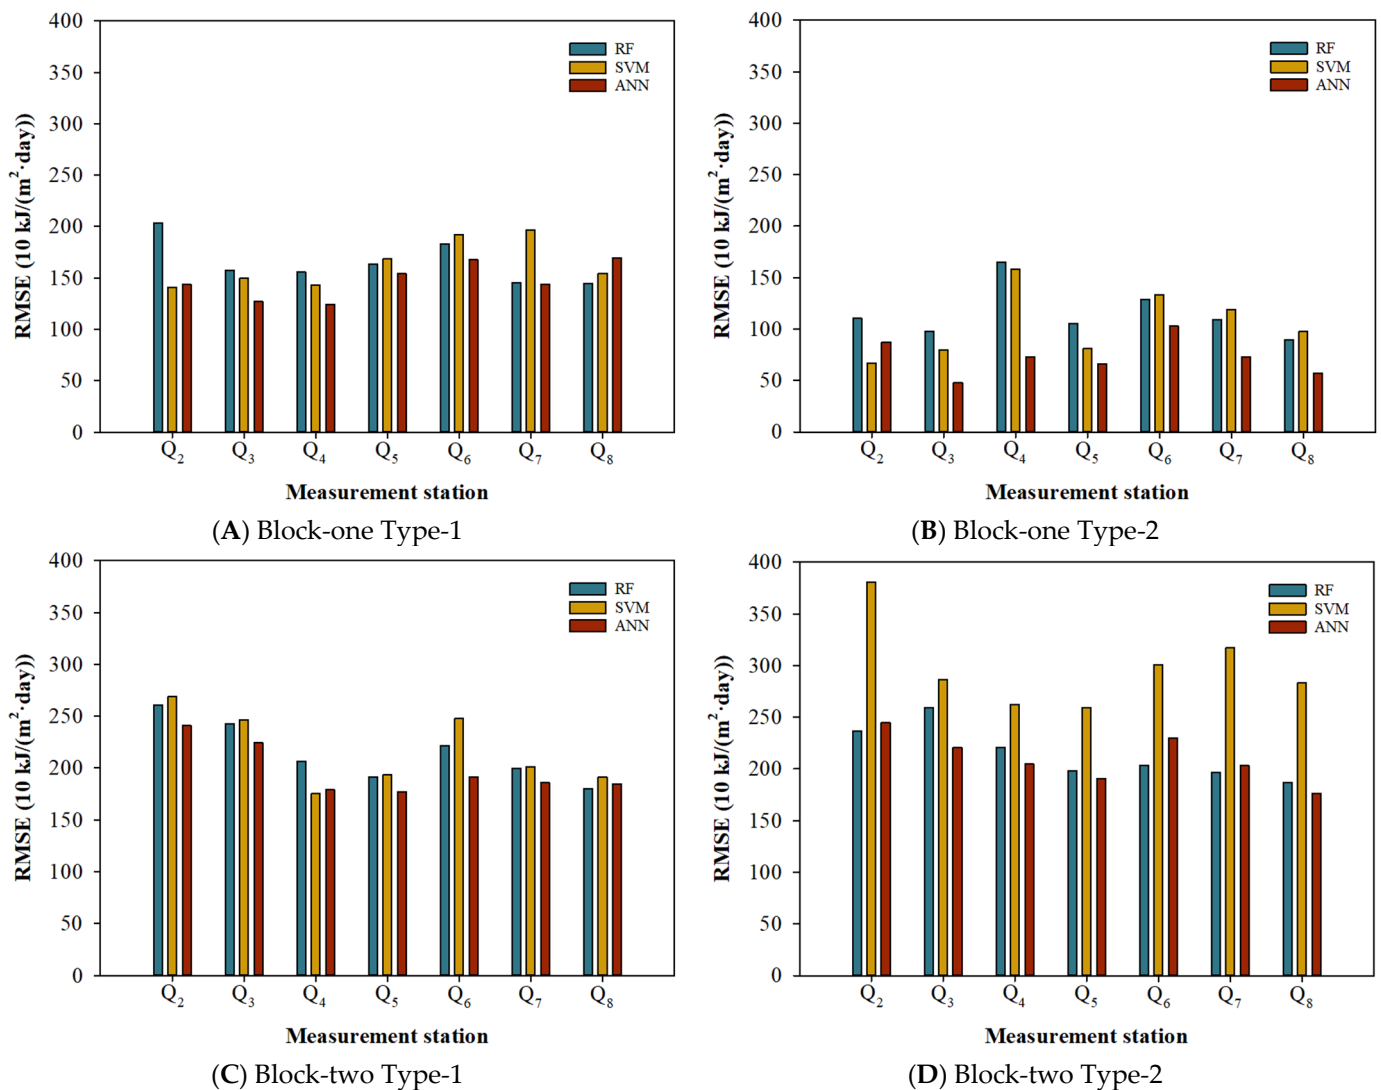 400
350
300
250
200
150
100
50
0
RMSE (10 kJ/(m²·day))
RF
SVM
ANN
Q₂ Q₃ Q₄ Q₅ Q₆ Q₇ Q₈
Measurement station
(A) Block-one Type-1
400
350
300
250
200
150
100
50
0
RMSE (10 kJ/(m²·day))
RF
SVM
ANN
Q₂ Q₃ Q₄ Q₅ Q₆ Q₇ Q₈
Measurement station
(B) Block-one Type-2
400
350
300
250
200
150
100
50
0
RMSE (10 kJ/(m²·day))
RF
SVM
ANN
Q₂ Q₃ Q₄ Q₅ Q₆ Q₇ Q₈
Measurement station
(C) Block-two Type-1
400
350
300
250
200
150
100
50
0
RMSE (10 kJ/(m²·day))
RF
SVM
ANN
Q₂ Q₃ Q₄ Q₅ Q₆ Q₇ Q₈
Measurement station
(D) Block-two Type-2